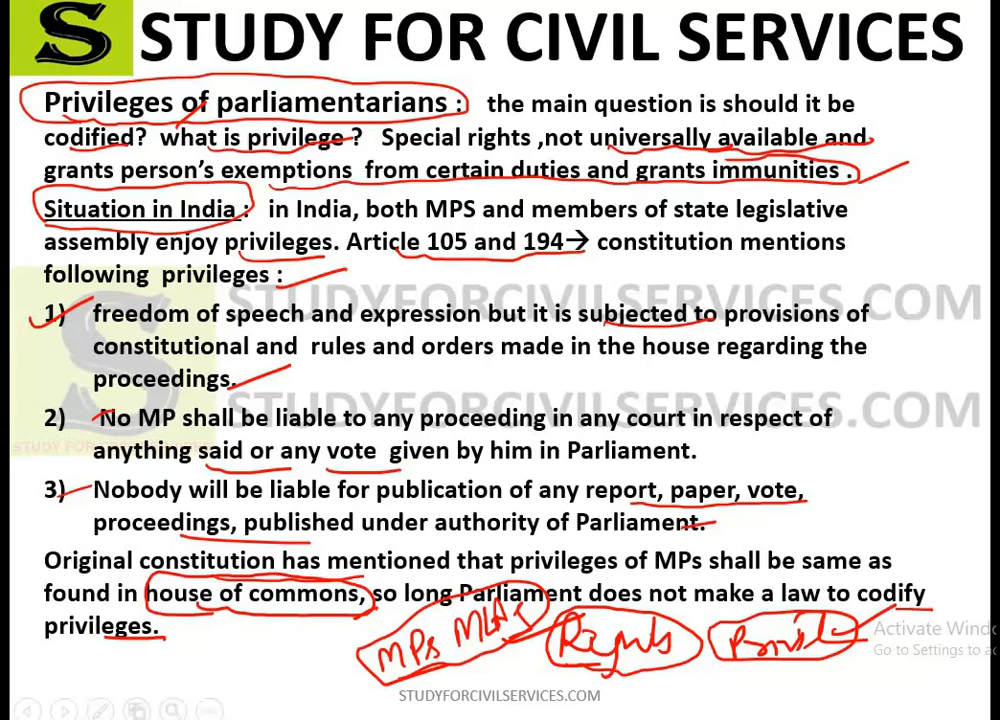 S STUDY FOR CIVIL SERVICES
Privileges of parliamentarians : the main question is should it be
codified? what is privilege ? Special rights ,not universally available and
grants person's exemptions from certain duties and grants immunities .
Situation in India : in India, both MPS and members of state legislative
assembly enjoy privileges. Article 105 and 194→ constitution mentions
following privileges :
STUDYFORCIVILSERVICES.COM
1) freedom of speech and expression but it is subjected to provisions of
constitutional and rules and orders made in the house regarding the
proceedings.
STUDYFORCIVILSERVICES.COM
2) No MP shall be liable to any proceeding in any court in respect of
anything said or any vote given by him in Parliament.
3) Nobody will be liable for publication of any report, paper, vote,
proceedings, published under authority of Parliament.
Original constitution has mentioned that privileges of MPs shall be same as
found in house of commons, so long Parliament does not make a law to codify
privileges.
MPs MLAs Rights
Activate Wind
Go to Settings to a
STUDYFORCIVILSERVICES.COM